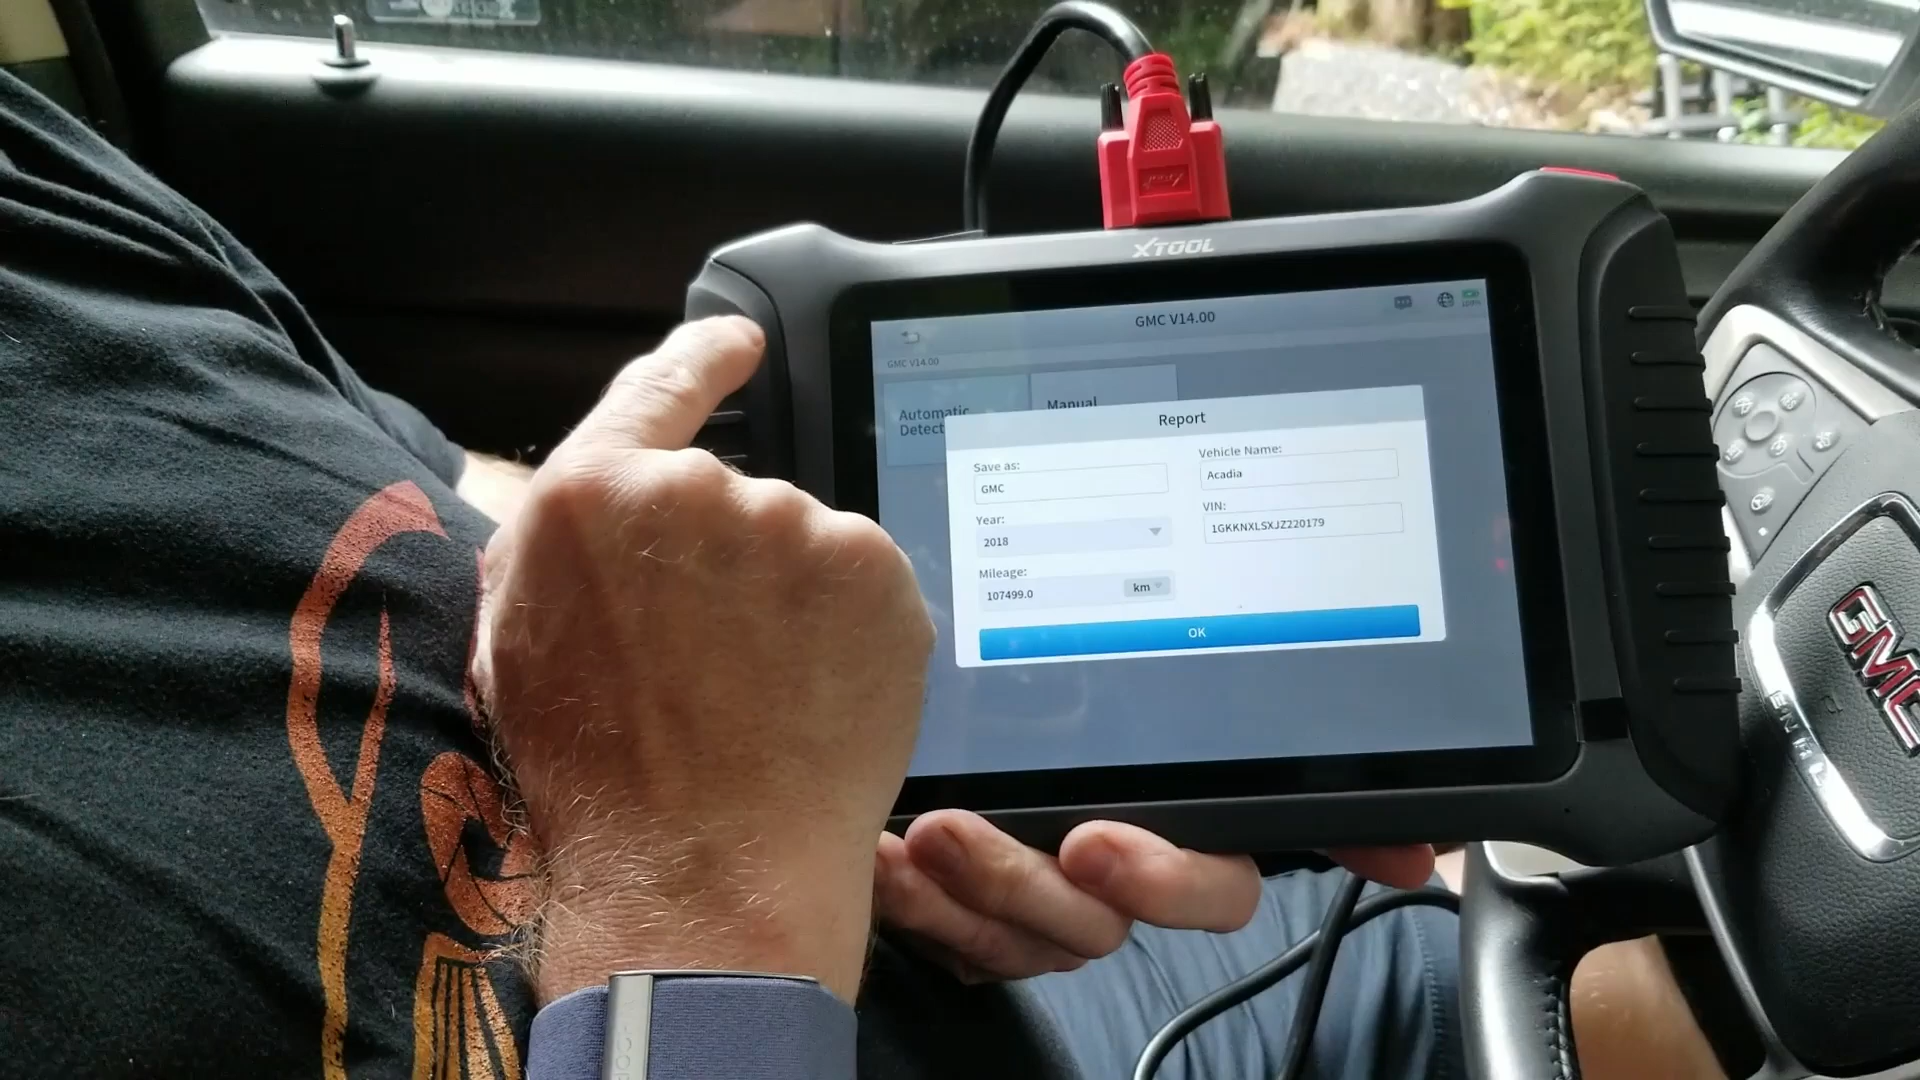 XTOOL
GMC V14.00
GMC V14.00
Automatic
Detect
Manual
Report
Save as:
GMC
Vehicle Name:
Acadia
Year:
2018
VIN:
1GKKNXLSXJZ220179
Mileage:
107499.0
km
OK
GMC